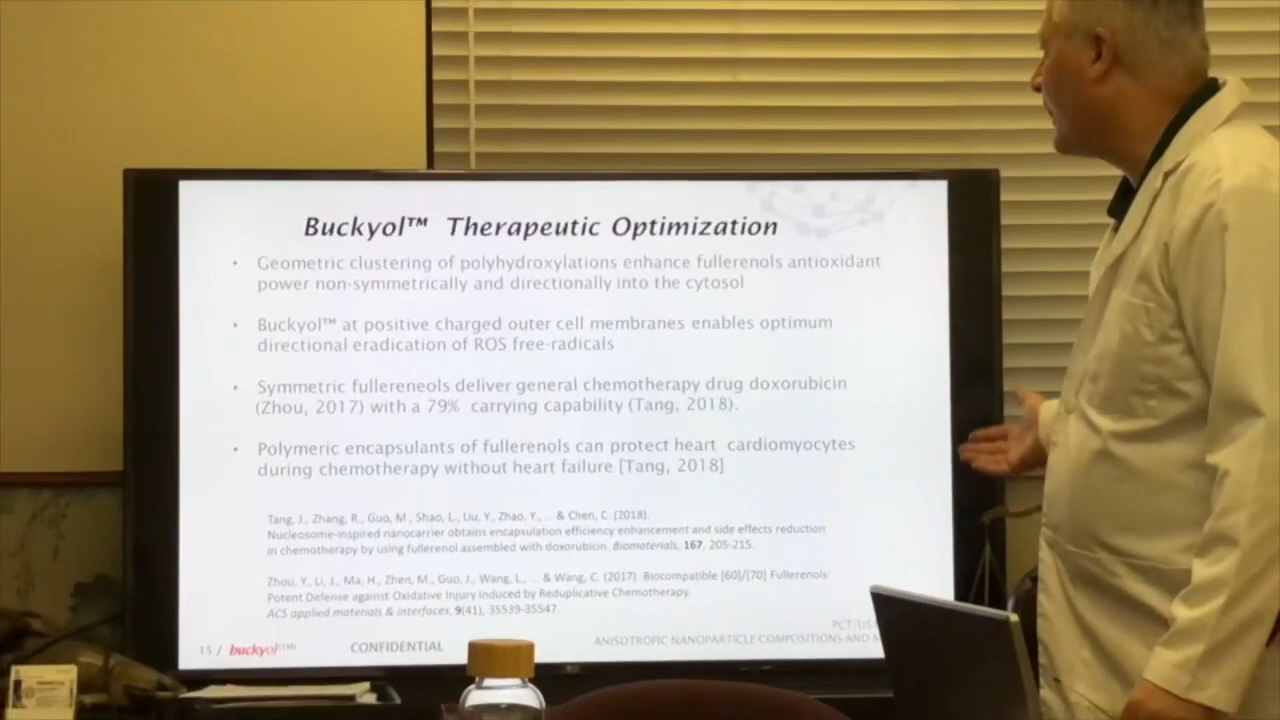 Buckyol™ Therapeutic Optimization
• Geometric clustering of polyhydroxylations enhance fullerenols antioxidant
power non-symmetrically and directionally into the cytosol
• Buckyol™ at positive charged outer cell membranes enables optimum
directional eradication of ROS free-radicals
• Symmetric fullereneols deliver general chemotherapy drug doxorubicin
(Zhou, 2017) with a 79% carrying capability (Tang, 2018).
• Polymeric encapsulants of fullerenols can protect heart cardiomyocytes
during chemotherapy without heart failure [Tang, 2018]
Tang, J., Zhang, R., Guo, M., Shao, L., Liu, Y., Zhao, Y., ... & Chen, C. (2018).
Nucleosome-inspired nanocarrier obtains encapsulation efficiency enhancement and side effects reduction
in chemotherapy by using fullerenol assembled with doxorubicin. Biomaterials, 167, 205-215.
Zhou, Y., Li, J., Ma, H., Zhen, M., Guo, J., Wang, L., ... & Wang, C. (2017). Biocompatible [60]/[70] Fullerenols:
Potent Defense against Oxidative Injury Induced by Reduplicative Chemotherapy.
ACS applied materials & interfaces, 9(41), 35539-35547.
PCT/US
15 / buckyol CONFIDENTIAL ANISOTROPIC NANOPARTICLE COMPOSITIONS AND M